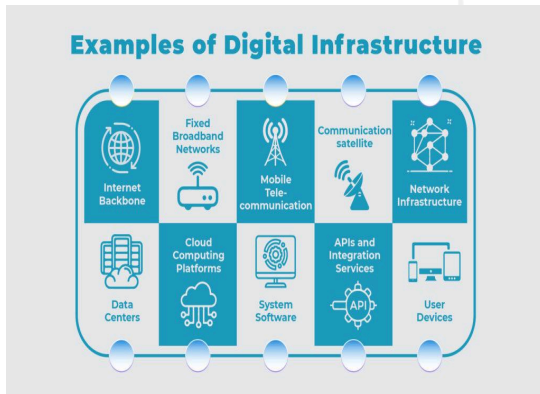 Examples of Digital Infrastructure
Internet
Backbone
Fixed
Broadband
Networks
Mobile
Tele-
communication
Communication
satellite
Network
Infrastructure
Data
Centers
Cloud
Computing
Platforms
System
Software
APIs and
Integration
Services
API
User
Devices